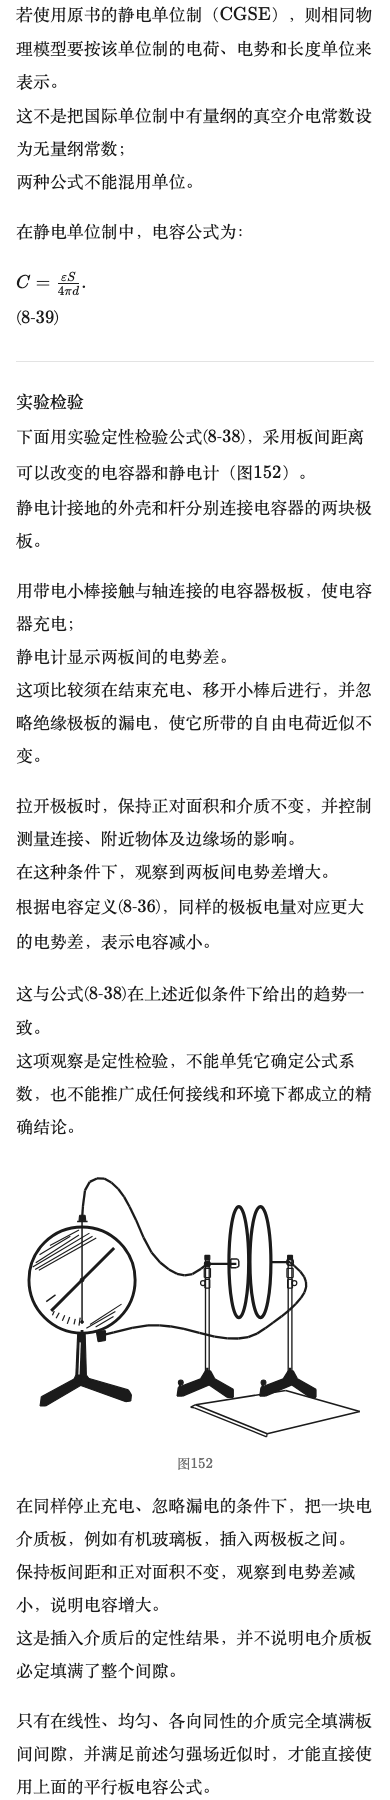 若使用原书的静电单位制（CGSE），则相同物
理模型要按该单位制的电荷、电势和长度单位来
表示。
这不是把国际单位制中有量纲的真空介电常数设
为无量纲常数；
两种公式不能混用单位。
在静电单位制中，电容公式为：
C = εS/4πd.
(8-39)
实验检验
下面用实验定性检验公式(8-38)，采用板间距离
可以改变的电容器和静电计（图152）。
静电计接地的外壳和杆分别连接电容器的两块极
板。
用带电小棒接触与轴连接的电容器极板，使电容
器充电；
静电计显示两板间的电势差。
这项比较须在结束充电、移开小棒后进行，并忽
略绝缘极板的漏电，使它所带的自由电荷近似不
变。
拉开极板时，保持正对面积和介质不变，并控制
测量连接、附近物体及边缘场的影响。
在这种条件下，观察到两板间电势差增大。
根据电容定义(8-36)，同样的极板电量对应更大
的电势差，表示电容减小。
这与公式(8-38)在上述近似条件下给出的趋势一
致。
这项观察是定性检验，不能单凭它确定公式系
数，也不能推广成任何接线和环境下都成立的精
确结论。
图152
在同样停止充电、忽略漏电的条件下，把一块电
介质板，例如有机玻璃板，插入两极板之间。
保持板间距和正对面积不变，观察到电势差减
小，说明电容增大。
这是插入介质后的定性结果，并不说明电介质板
必定填满了整个间隙。
只有在线性、均匀、各向同性的介质完全填满板
间间隙，并满足前述匀强场近似时，才能直接使
用上面的平行板电容公式。